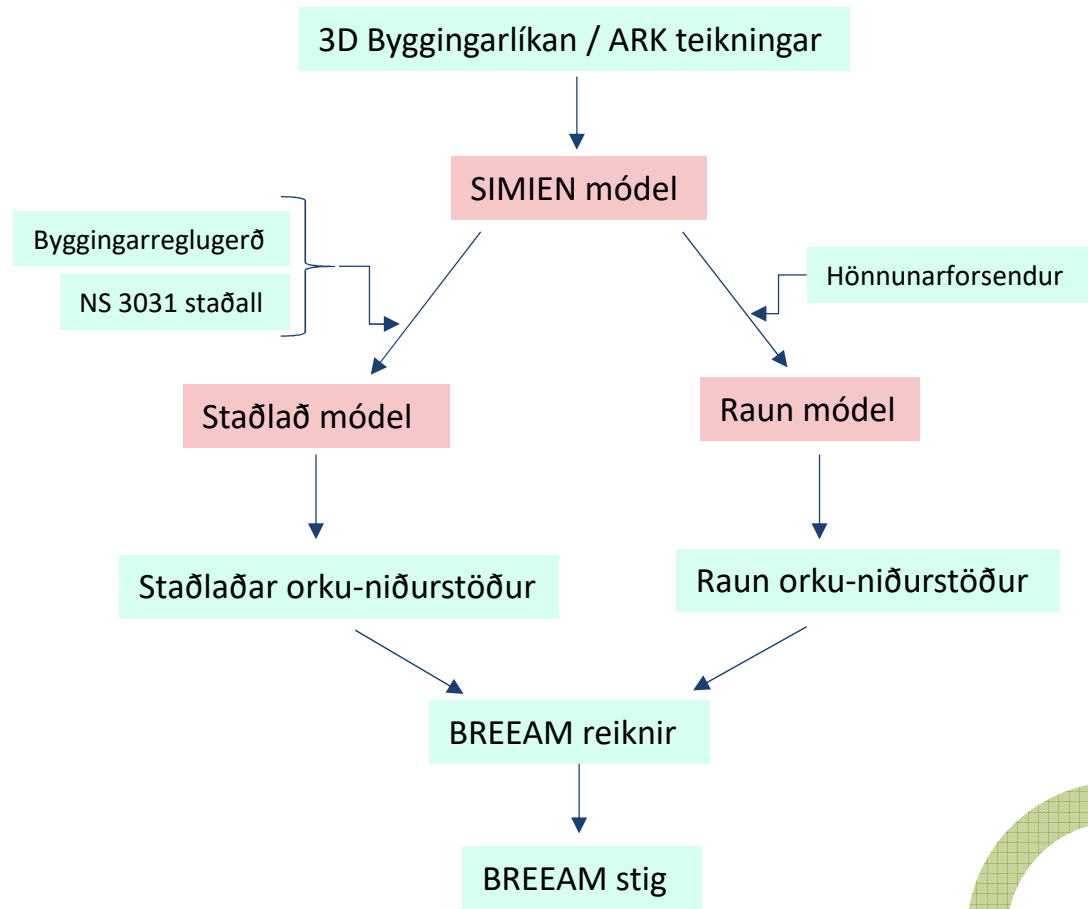 3D Byggingarlíkan / ARK teikningar
SIMIEN módel
Byggingarreglugerð
NS 3031 staðall
Hönnunarforsendur
Staðlað módel
Raun módel
Staðlaðar orku-niðurstöður
Raun orku-niðurstöður
BREEAM reiknir
BREEAM stig